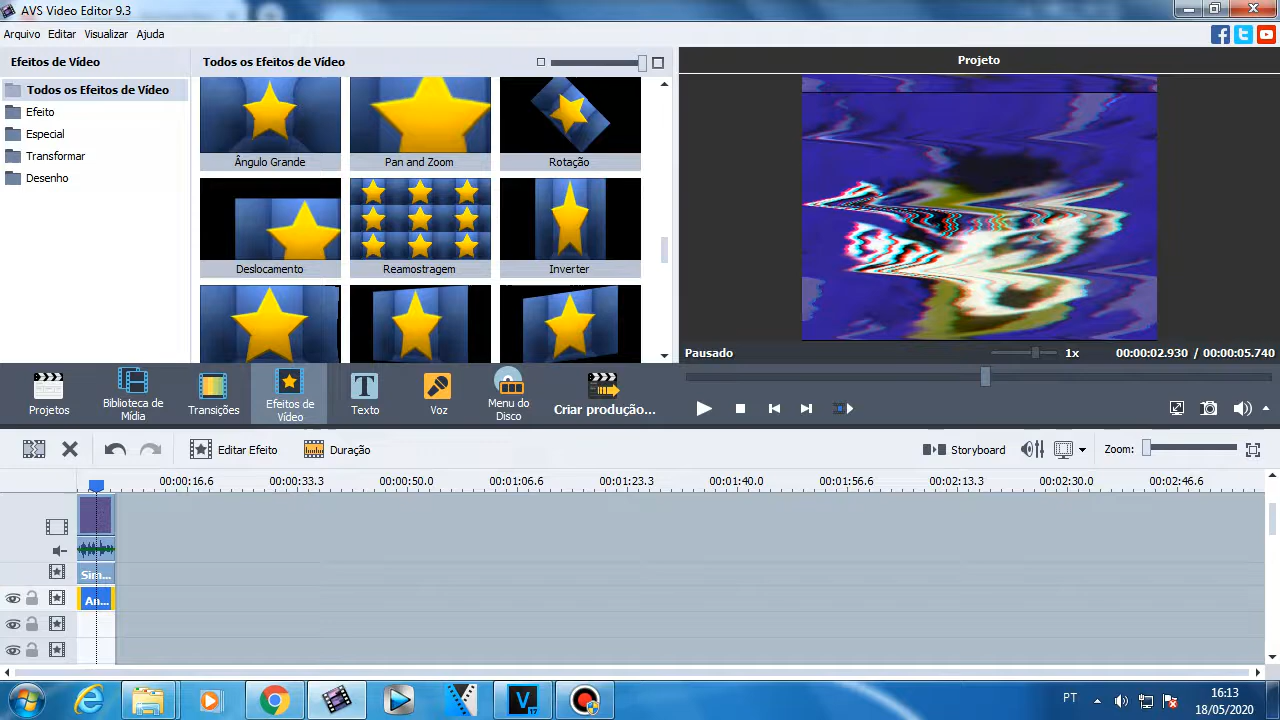 AVS Video Editor 9.3
Arquivo Editar Visualizar Ajuda
Efeitos de Vídeo
Todos os Efeitos de Vídeo
Efeito
Especial
Transformar
Desenho
Todos os Efeitos de Vídeo
Ângulo Grande Pan and Zoom Rotação
Deslocamento Reamostragem Inverter
Projeto
Pausado 1x 00:00:02.930 / 00:00:05.740
Projetos
Biblioteca de Mídia
Transições
Efeitos de Vídeo
Texto
Voz
Menu do Disco
Criar produção...
Editar Efeito Duração Storyboard Zoom:
00:00:16.6 00:00:33.3 00:00:50.0 00:01:06.6 00:01:23.3 00:01:40.0 00:01:56.6 00:02:13.3 00:02:30.0 00:02:46.6
Sim...
An...
PT 16:13
18/05/2020